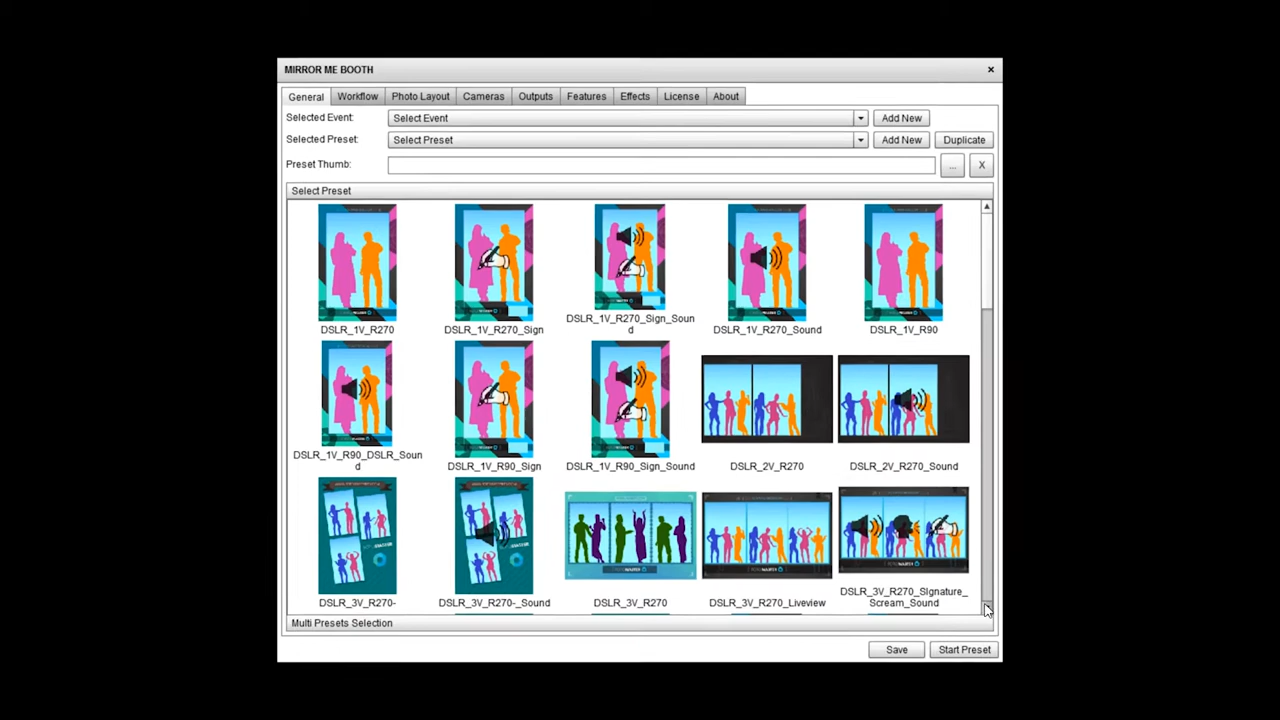 MIRROR ME BOOTH
General Workflow Photo Layout Cameras Outputs Features Effects License About
Selected Event: Select Event Add New
Selected Preset: Select Preset Add New Duplicate
Preset Thumb: ... X
Select Preset
DSLR_1V_R270
DSLR_1V_R270_Sign
DSLR_1V_R270_Sign_Soun
d
DSLR_1V_R270_Sound
DSLR_1V_R90
DSLR_1V_R90_DSLR_Soun
d
DSLR_1V_R90_Sign
DSLR_1V_R90_Sign_Sound
DSLR_2V_R270
DSLR_2V_R270_Sound
DSLR_3V_R270-
DSLR_3V_R270-_Sound
DSLR_3V_R270
DSLR_3V_R270_Liveview
DSLR_3V_R270_SIgnature_
Scream_Sound
Multi Presets Selection
Save Start Preset